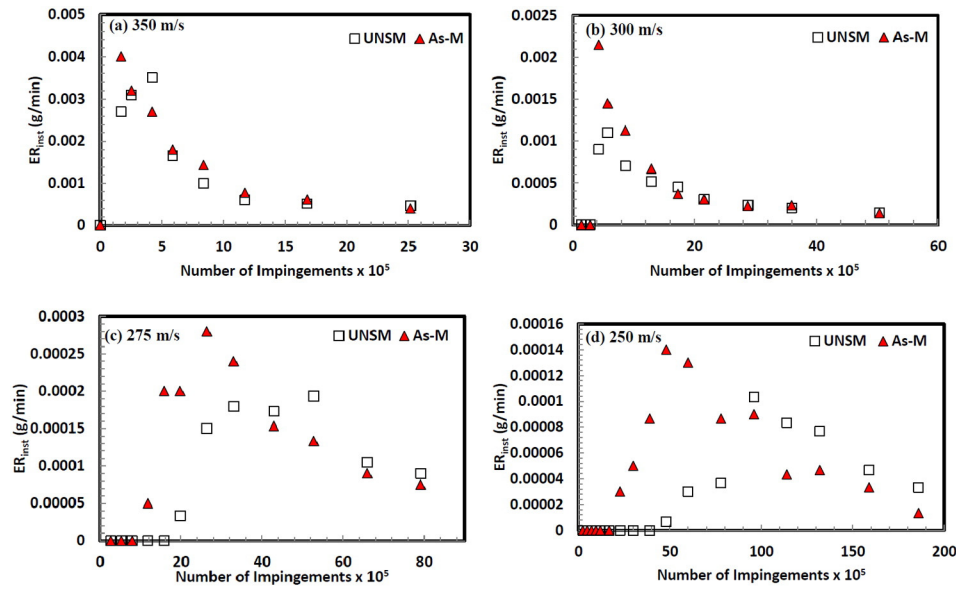 (a) 350 m/s
UNSM As-M
0.005
0.004
0.003
0.002
0.001
0
ERinst (g/min)
0 5 10 15 20 25 30
Number of Impingements x 10⁵
(b) 300 m/s
UNSM As-M
0.0025
0.002
0.0015
0.001
0.0005
0
ERinst (g/min)
0 20 40 60
Number of Impingements x 10⁵
(c) 275 m/s
UNSM As-M
0.0003
0.00025
0.0002
0.00015
0.0001
0.00005
0
ERinst (g/min)
0 20 40 60 80
Number of Impingements x 10⁵
(d) 250 m/s
UNSM As-M
0.00016
0.00014
0.00012
0.0001
0.00008
0.00006
0.00004
0.00002
0
ERinst (g/min)
0 50 100 150 200
Number of Impingements x 10⁵